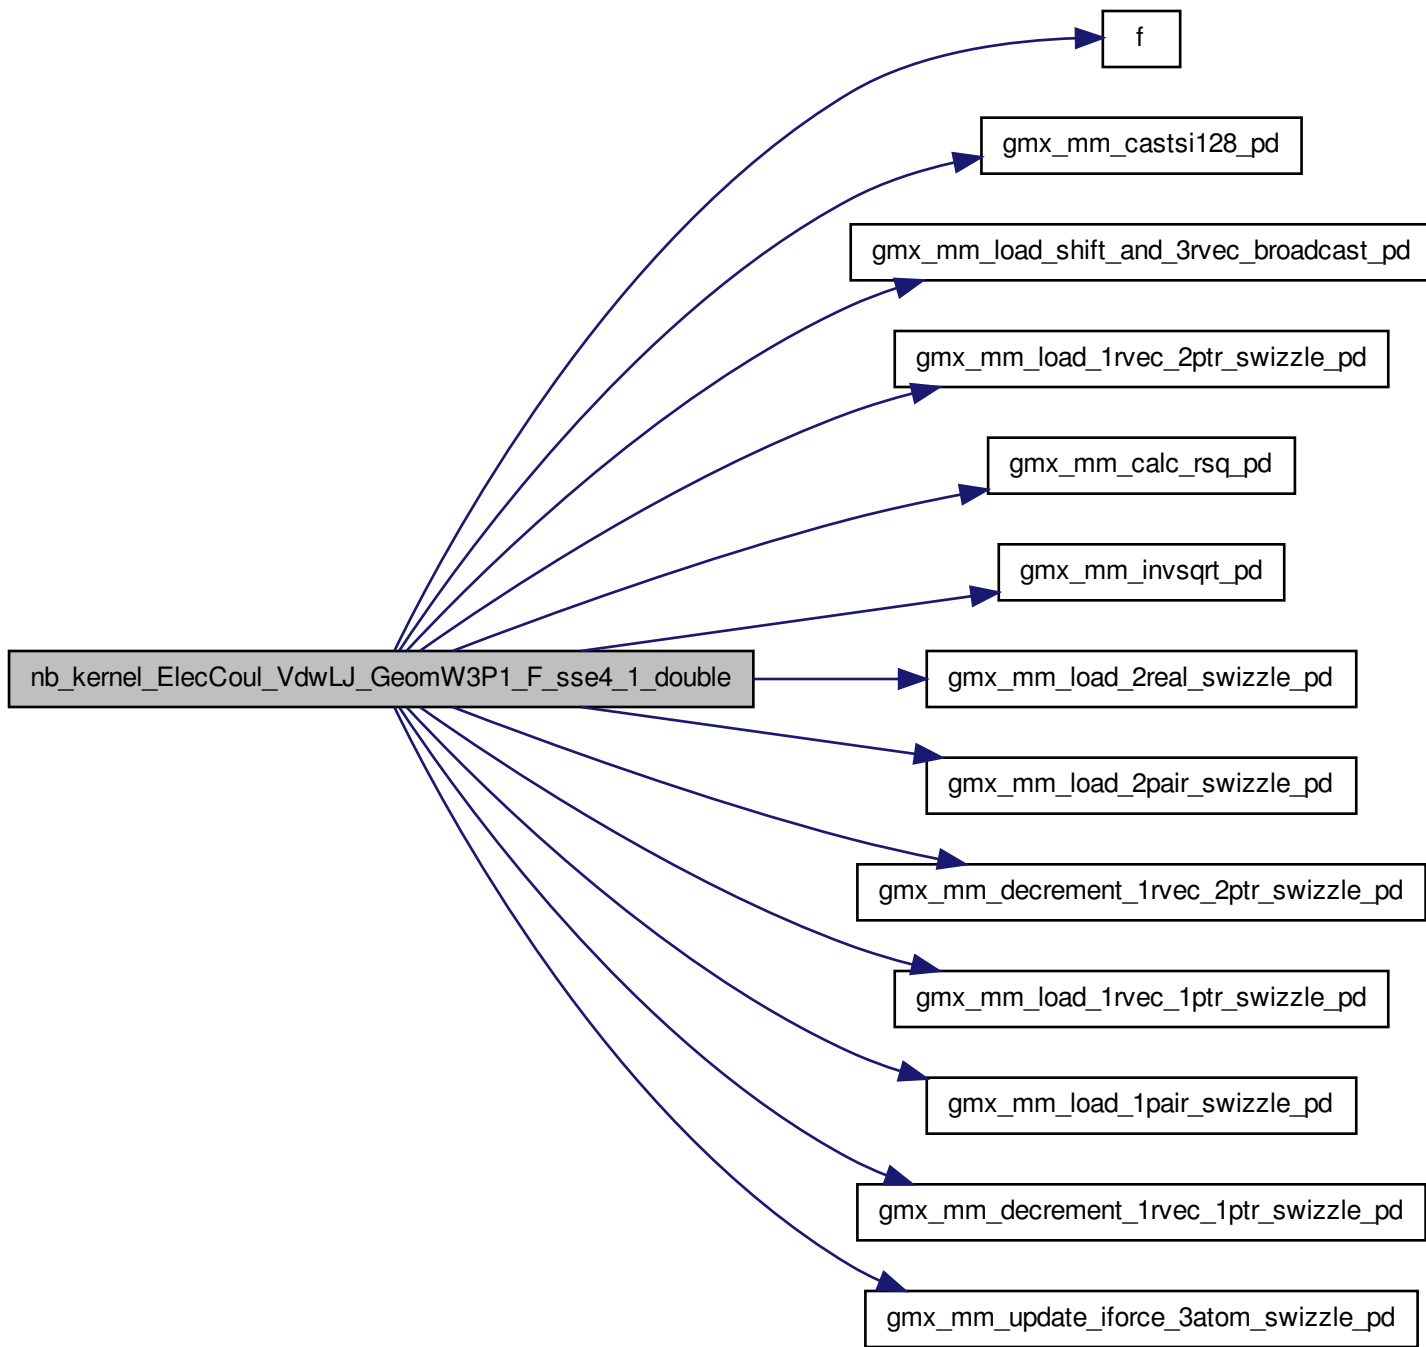 f
gmx_mm_castsi128_pd
gmx_mm_load_shift_and_3rvec_broadcast_pd
gmx_mm_load_1rvec_2ptr_swizzle_pd
gmx_mm_calc_rsq_pd
gmx_mm_invsqrt_pd
nb_kernel_ElecCoul_VdwLJ_GeomW3P1_F_sse4_1_double
gmx_mm_load_2real_swizzle_pd
gmx_mm_load_2pair_swizzle_pd
gmx_mm_decrement_1rvec_2ptr_swizzle_pd
gmx_mm_load_1rvec_1ptr_swizzle_pd
gmx_mm_load_1pair_swizzle_pd
gmx_mm_decrement_1rvec_1ptr_swizzle_pd
gmx_mm_update_iforce_3atom_swizzle_pd